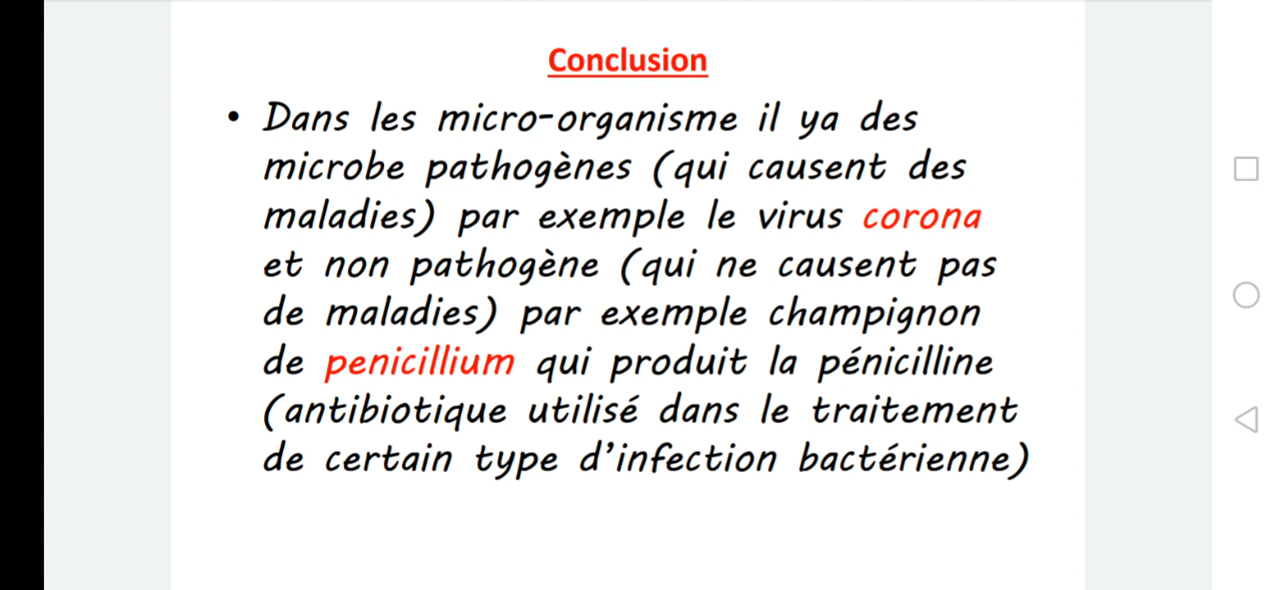 Conclusion
• Dans les micro-organisme il ya des
microbe pathogènes (qui causent des
maladies) par exemple le virus corona
et non pathogène (qui ne causent pas
de maladies) par exemple champignon
de penicillium qui produit la pénicilline
(antibiotique utilisé dans le traitement
de certain type d’infection bactérienne)